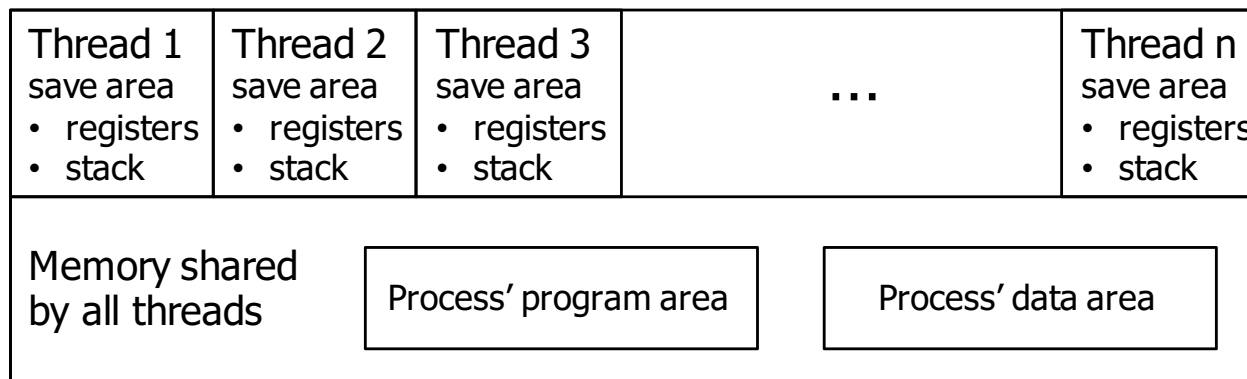 Thread 1
save area
• registers
• stack
Thread 2
save area
• registers
• stack
Thread 3
save area
• registers
• stack
...
Thread n
save area
• registers
• stack
Memory shared
by all threads
Process’ program area
Process’ data area